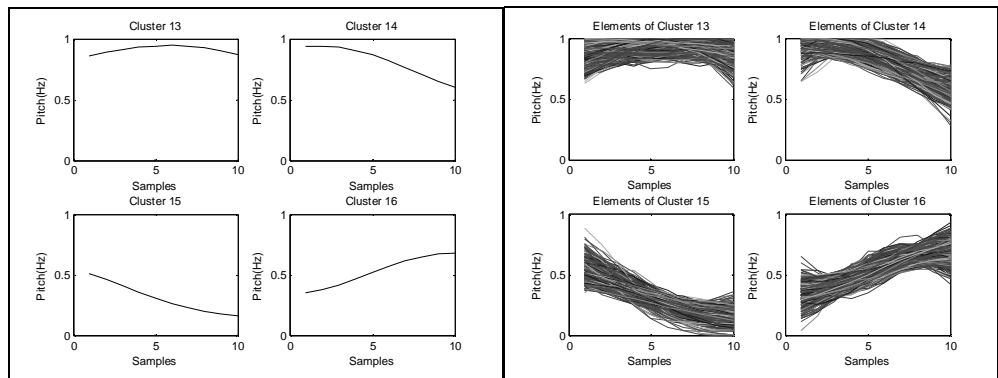 Cluster 13
1
0.5
0
Pitch(Hz)
0 5 10
Samples
Cluster 14
1
0.5
0
Pitch(Hz)
0 5 10
Samples
Cluster 15
1
0.5
0
Pitch(Hz)
0 5 10
Samples
Cluster 16
1
0.5
0
Pitch(Hz)
0 5 10
Samples
Elements of Cluster 13
1
0.5
0
Pitch(Hz)
0 5 10
Samples
Elements of Cluster 14
1
0.5
0
Pitch(Hz)
0 5 10
Samples
Elements of Cluster 15
1
0.5
0
Pitch(Hz)
0 5 10
Samples
Elements of Cluster 16
1
0.5
0
Pitch(Hz)
0 5 10
Samples